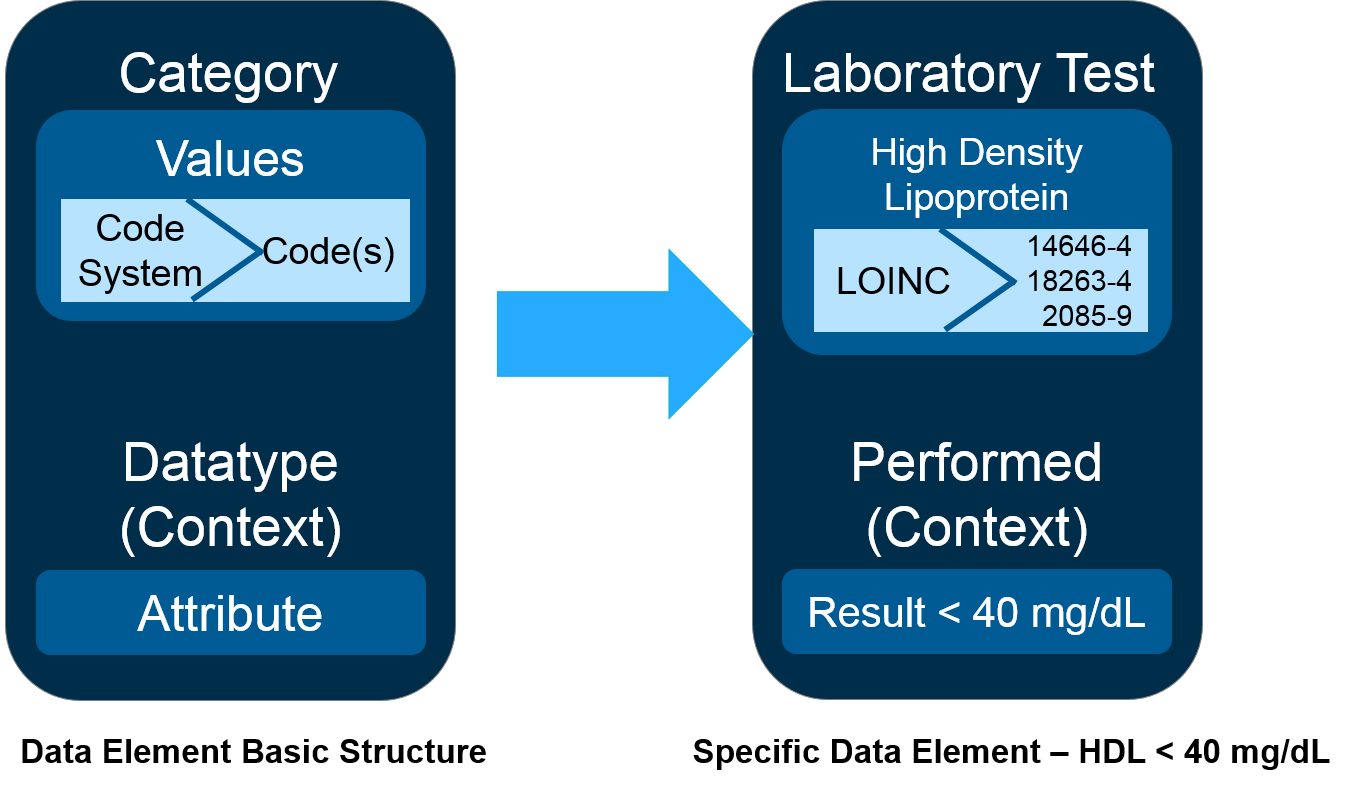 Category
Values
Code
System
Code(s)
Datatype
(Context)
Attribute
Data Element Basic Structure
Laboratory Test
High Density
Lipoprotein
LOINC
14646-4
18263-4
2085-9
Performed
(Context)
Result < 40 mg/dL
Specific Data Element – HDL < 40 mg/dL